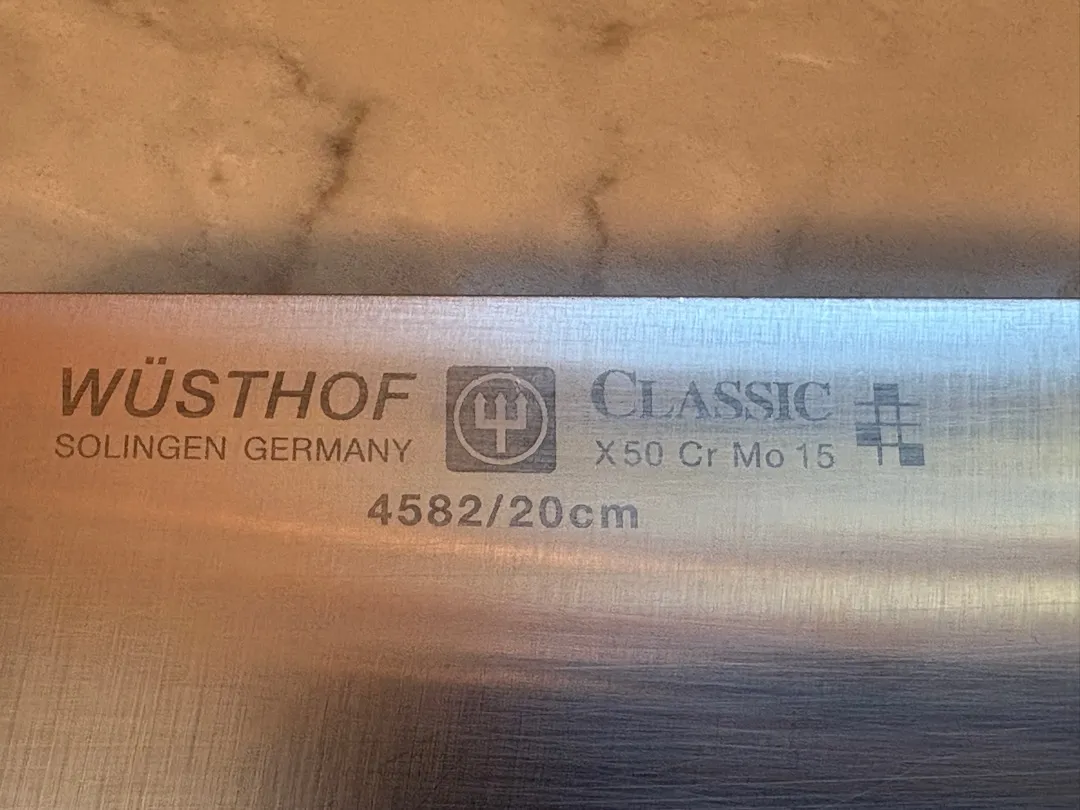 WÜSTHOF
SOLINGEN GERMANY
CLASSIC
X50 Cr Mo 15
4582/20cm